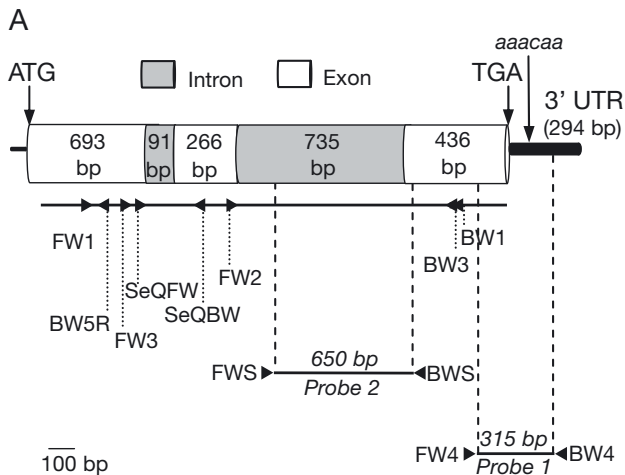 A
aaacaa
ATG
Intron
Exon
TGA
3' UTR
(294 bp)
693 bp
91 bp
266 bp
735 bp
436 bp
FW1
BW1
FW2
BW3
SeQFW
SeQBW
BW5R
FW3
650 bp
FWS
BWS
Probe 2
315 bp
FW4
BW4
Probe 1
100 bp